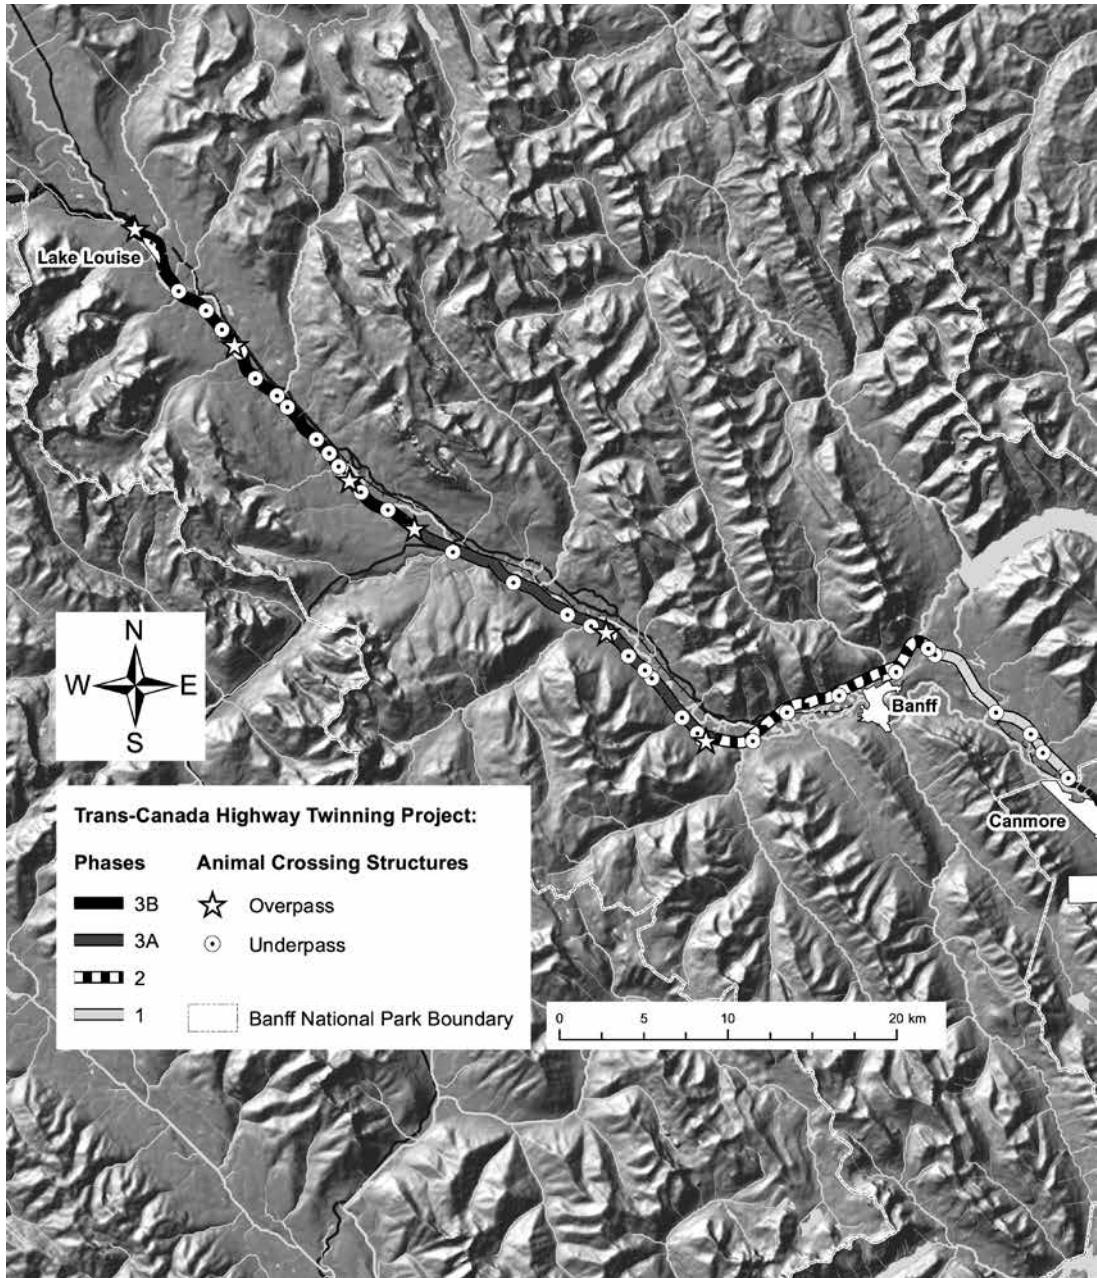 Lake Louise
N
W E
S
Banff
Canmore
Trans-Canada Highway Twinning Project:
Phases Animal Crossing Structures
3B Overpass
3A Underpass
2
1 Banff National Park Boundary
0 5 10 20 km